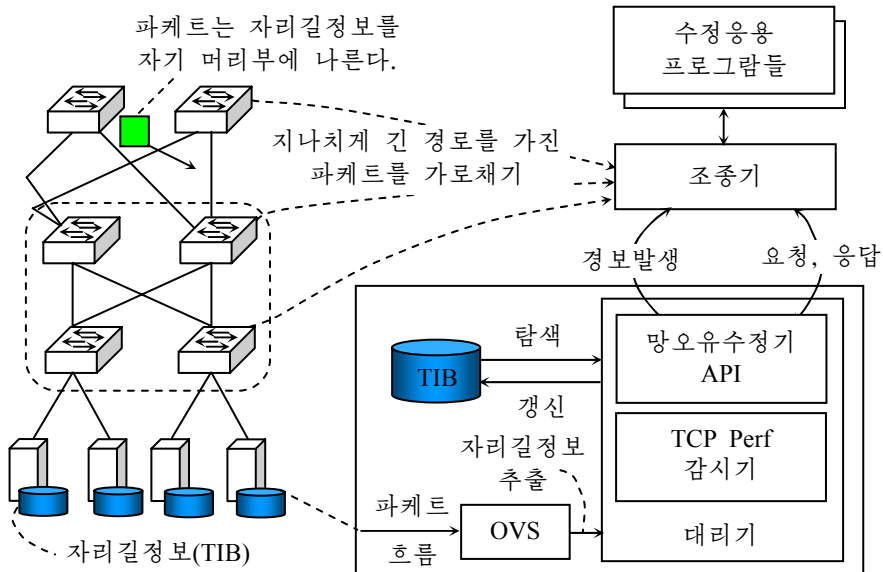 파케트는 자리길정보를
자기 머리부에 나른다.
수정응용
프로그람들
지나치게 긴 경로를 가진
파케트를 가로채기
조종기
경보발생
요청, 응답
탐색
TIB
갱신
망오유수정기
API
자리길정보
추출
TCP Perf
감시기
파케트
흐름
OVS
대리기
자리길정보(TIB)